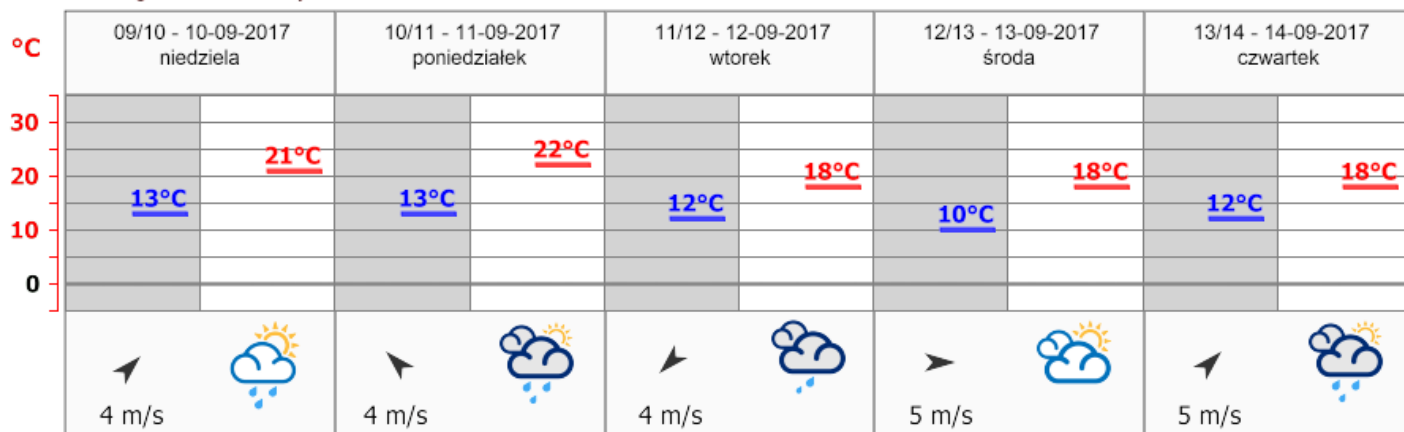 °C
09/10 - 10-09-2017
niedziela
10/11 - 11-09-2017
poniedziałek
11/12 - 12-09-2017
wtorek
12/13 - 13-09-2017
środa
13/14 - 14-09-2017
czwartek
30
20
10
0
13°C
21°C
13°C
22°C
12°C
18°C
10°C
18°C
12°C
18°C
4 m/s
4 m/s
4 m/s
5 m/s
5 m/s